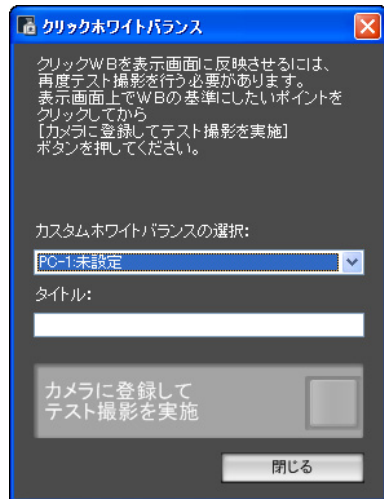 クリックホワイトバランス
クリックWBを表示画面に反映させるには、
再度テスト撮影を行う必要があります。
表示画面上でWBの基準にしたいポイントを
クリックしてから
[カメラに登録してテスト撮影を実施]
ボタンを押してください。
カスタムホワイトバランスの選択:
PC-1:未設定
タイトル:
カメラに登録して
テスト撮影を実施
閉じる